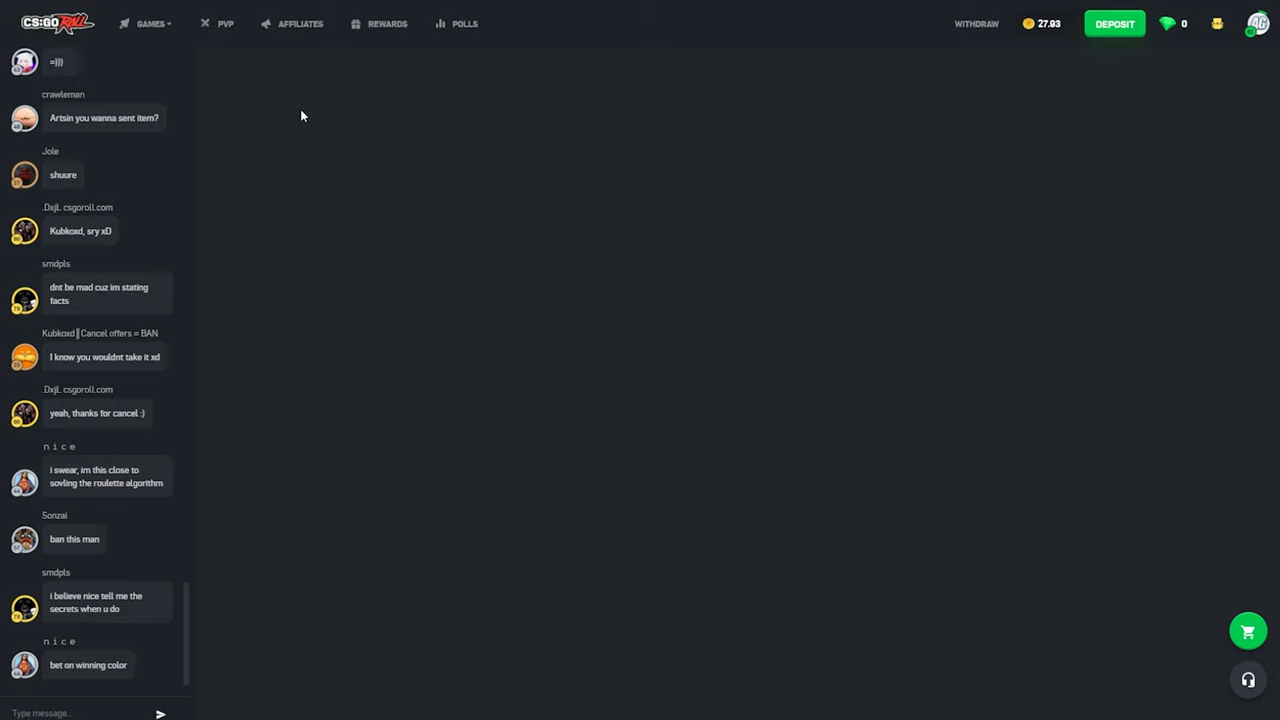 CS:GO ROLL
GAMES
PVP
AFFILIATES
REWARDS
POLLS
WITHDRAW
27.93
DEPOSIT
0
=)))
crawleman
Artsin you wanna sent item?
Jole
shuure
.DxjL csgoroll.com
Kubkoxd, sry xD
smdpls
dnt be mad cuz im stating
facts
Kubkoxd║Cancel offers = BAN
I know you wouldnt take it xd
.DxjL csgoroll.com
yeah, thanks for cancel :)
n i c e
i swear, im this close to
sovling the roulette algorithm
Sonzai
ban this man
smdpls
i believe nice tell me the
secrets when u do
n i c e
bet on winning color
Type message...